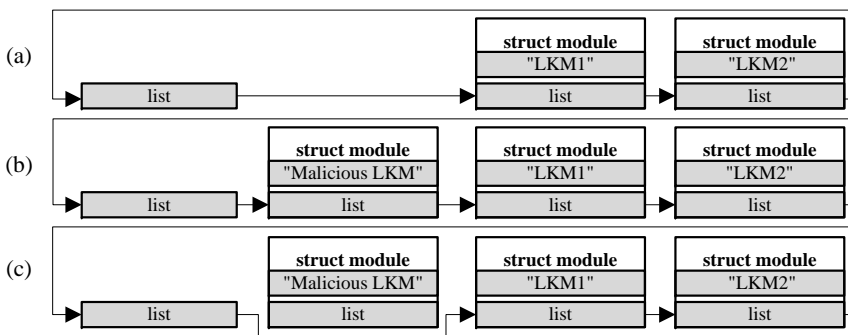 (a)
struct module
"LKM1"
list
struct module
"LKM2"
list
list
(b)
struct module
"Malicious LKM"
list
struct module
"LKM1"
list
struct module
"LKM2"
list
list
(c)
struct module
"Malicious LKM"
list
struct module
"LKM1"
list
struct module
"LKM2"
list
list